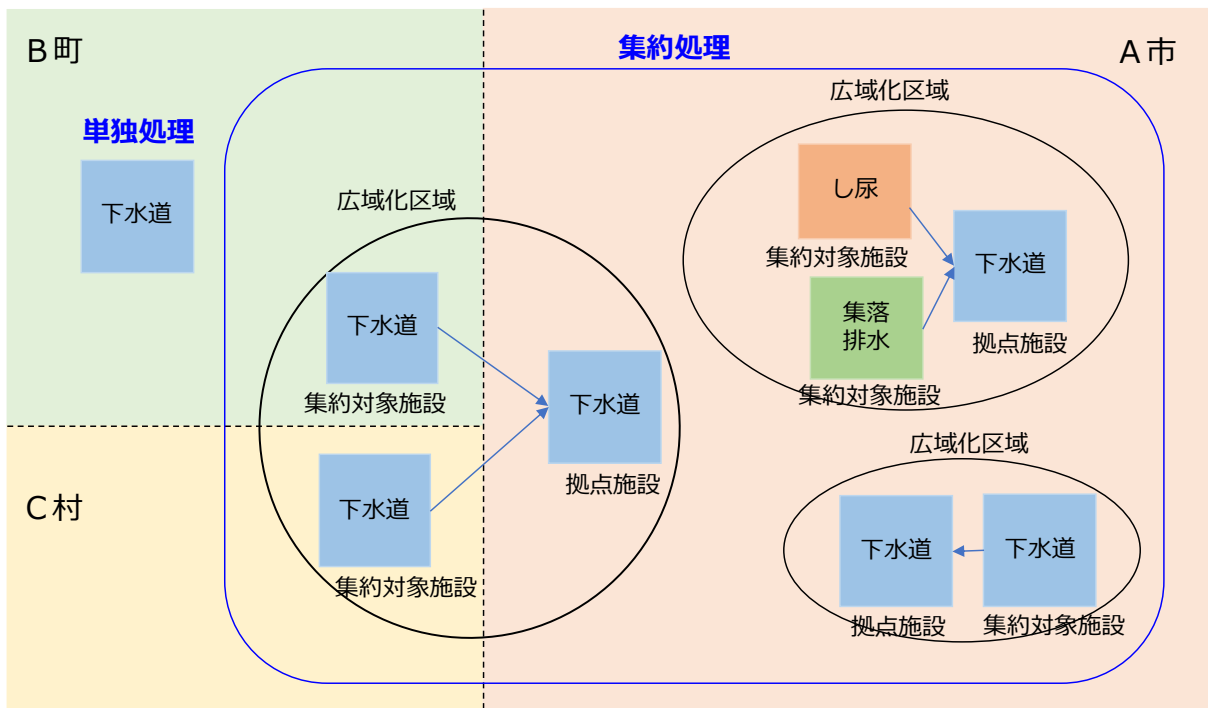 B町
集約処理
A市
単独処理
下水道
広域化区域
下水道
集約対象施設
下水道
集約対象施設
下水道
拠点施設
C村
広域化区域
し尿
集約対象施設
集落
排水
集約対象施設
下水道
拠点施設
広域化区域
下水道
拠点施設
下水道
集約対象施設